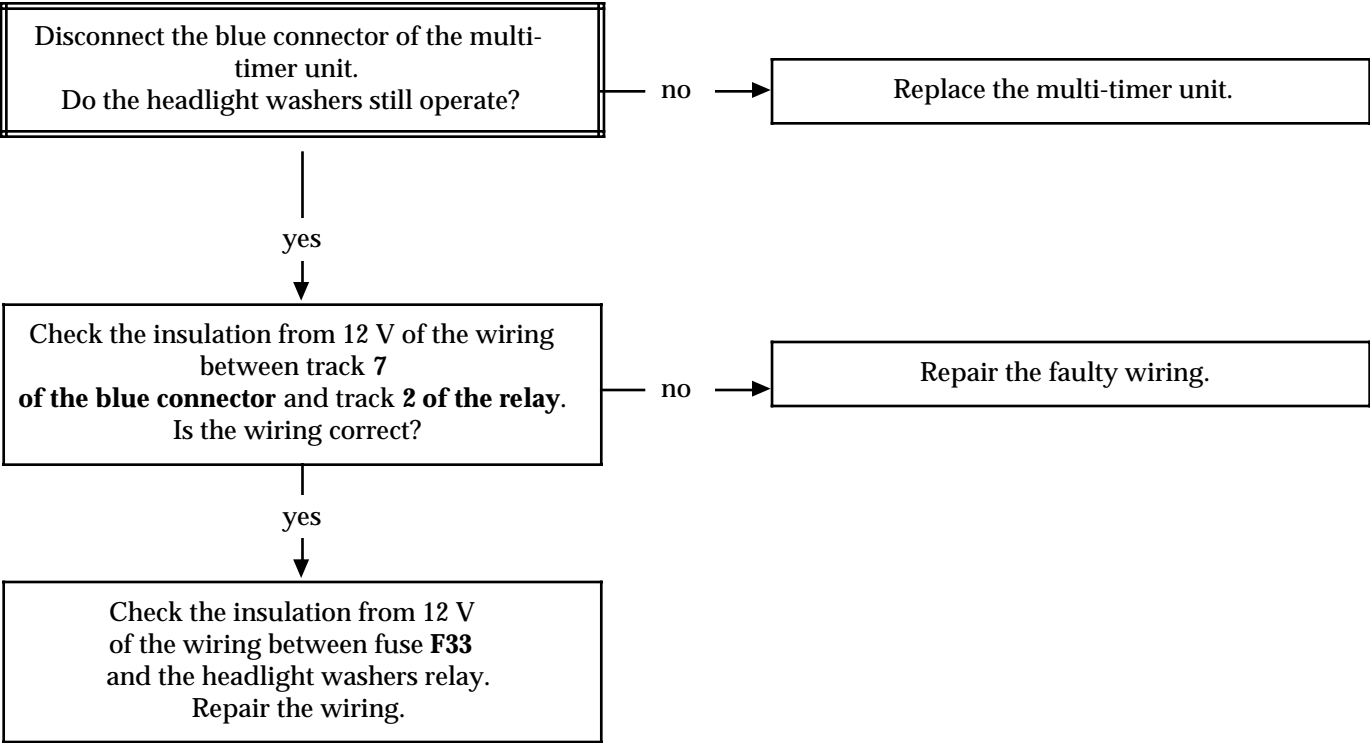 Disconnect the blue connector of the multi-
timer unit.
Do the headlight washers still operate?
no
Replace the multi-timer unit.
yes
Check the insulation from 12 V of the wiring
between track 7
of the blue connector and track 2 of the relay.
Is the wiring correct?
no
Repair the faulty wiring.
yes
Check the insulation from 12 V
of the wiring between fuse F33
and the headlight washers relay.
Repair the wiring.